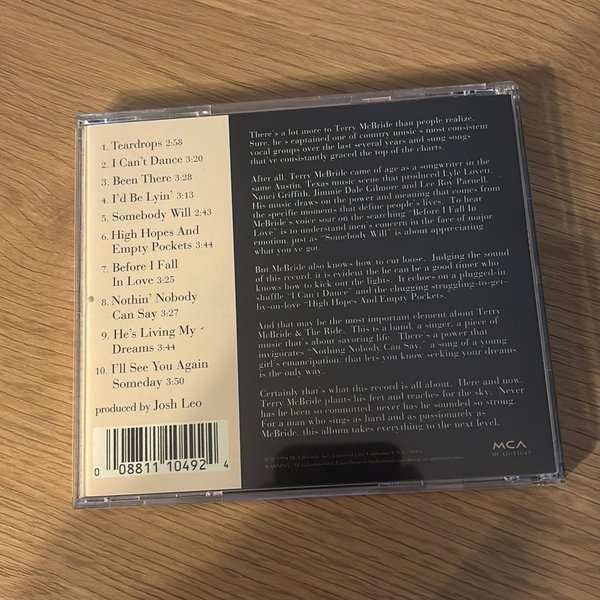 1. Teardrops 2:58
2. I Can't Dance 3:20
3. Been There 3:28
4. I'd Be Lyin' 3:13
5. Somebody Will 2:43
6. High Hopes And
Empty Pockets 3:44
7. Before I Fall
In Love 3:25
8. Nothin' Nobody
Can Say 3:27
9. He's Living My
Dreams 3:44
10. I'll See You Again
Someday 3:50
produced by Josh Leo
0 08811 10492 4
There's a lot more to Terry McBride than people realize.
Sure, he's captained one of country music's most consistent
vocal groups over the last several years and sung songs
that've consistantly graced the top of the charts.
After all, Terry McBride came of age as a songwriter in the
same Austin, Texas music scene that produced Lyle Lovett,
Nanci Griffith, Jimmie Dale Gilmore and Lee Roy Parnell.
His music draws on the power and meaning that comes from
the specific moments that define people's lives. To hear
McBride's voice soar on the searching "Before I Fall In
Love" is to understand men's concern in the face of major
emotion, just as "Somebody Will" is about appreciating
what you've got.
But McBride also knows how to cut loose. Judging the sound
of this record, it is evident the he can be a good timer who
knows how to kick out the lights. It echoes on a plugged-in
shuffle "I Can't Dance" and the chugging struggling-to-get-
by-on-love "High Hopes And Empty Pockets.
And that may be the most important element about Terry
McBride & The Ride. This is a band, a singer, a piece of
music that's about savoring life. There's a power that
invigorates "Nothing Nobody Can Say," a song of a young
girl's emancipation, that lets you know seeking your dreams
is the only way.
Certainly that's what this record is all about. Here and now,
Terry McBride plants his feet and reaches for the sky. Never
has he been so committed, never has he sounded so strong.
For a man who sings as hard and as passionately as
McBride, this album takes everything to the next level.
MCA